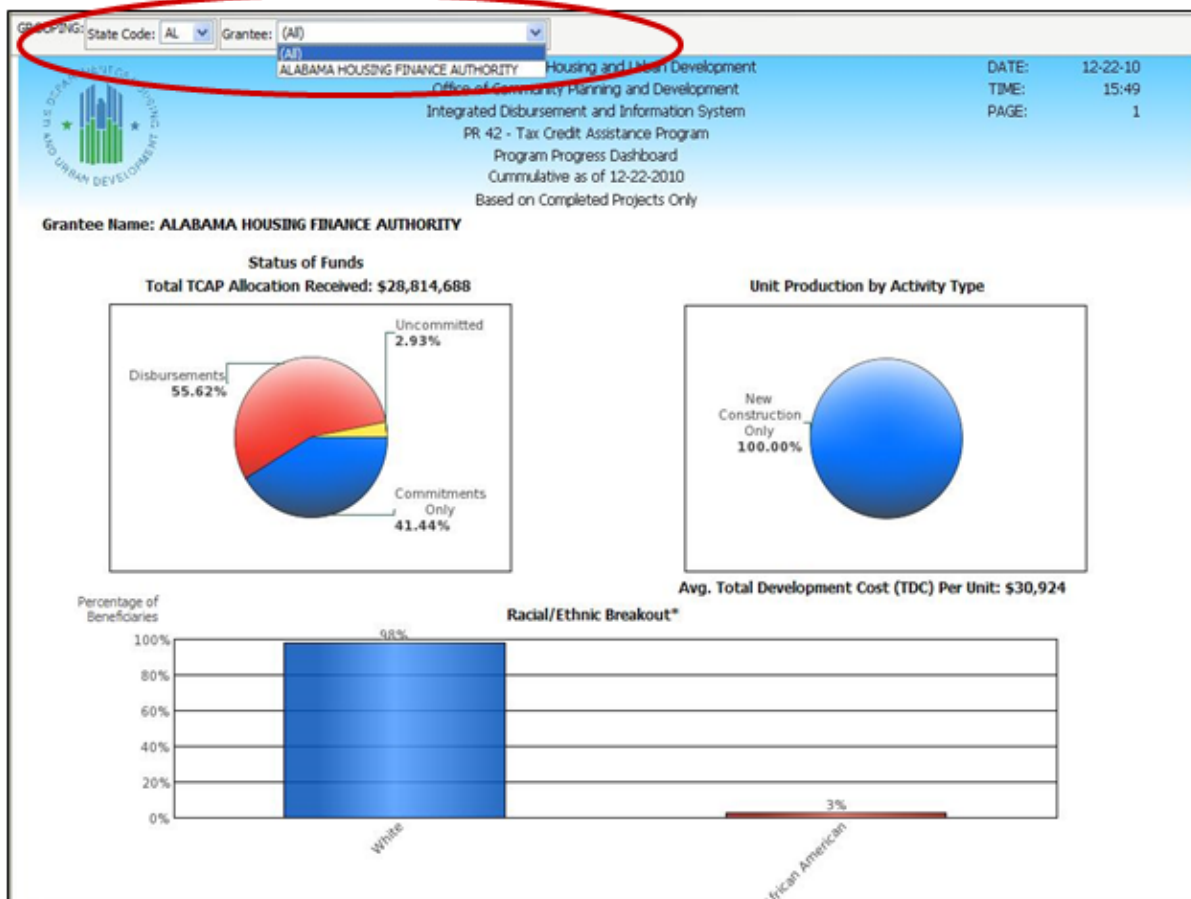 GROUPING: State Code: AL Grantee: (All)
(All)
ALABAMA HOUSING FINANCE AUTHORITY
Housing and Urban Development
Office of Community Planning and Development
Integrated Disbursement and Information System
PR 42 - Tax Credit Assistance Program
Program Progress Dashboard
Cummulative as of 12-22-2010
Based on Completed Projects Only
DATE: 12-22-10
TIME: 15:49
PAGE: 1
U S DEPARTMENT OF HOUSING
AND URBAN DEVELOPMENT
Grantee Name: ALABAMA HOUSING FINANCE AUTHORITY
Status of Funds
Total TCAP Allocation Received: $28,814,688
Uncommitted
2.93%
Disbursements
55.62%
Commitments
Only
41.44%
Unit Production by Activity Type
New
Construction
Only
100.00%
Avg. Total Development Cost (TDC) Per Unit: $30,924
Percentage of
Beneficiaries
Racial/Ethnic Breakout*
100%
80%
60%
40%
20%
0%
98%
3%
White
African American